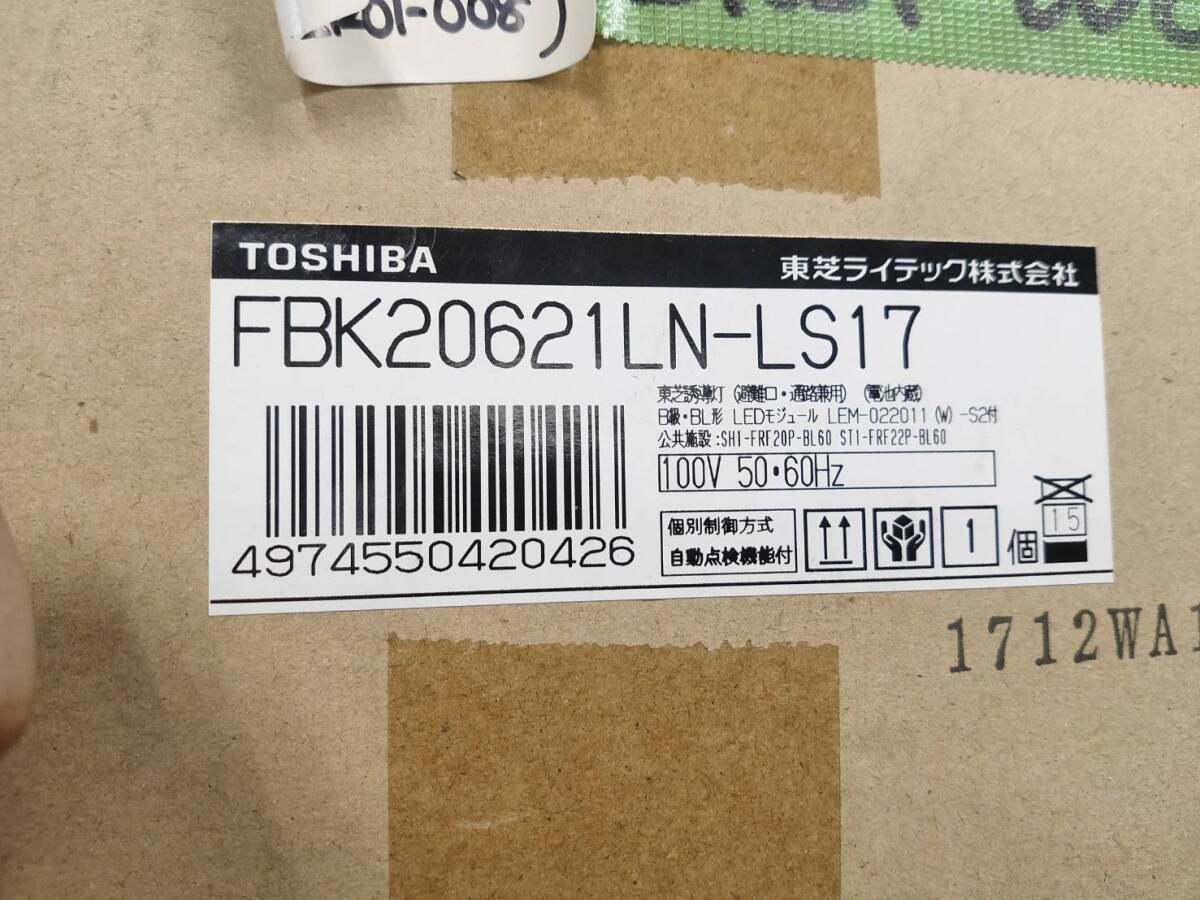 -01-008)
TOSHIBA
東芝ライテック株式会社
FBK20621LN-LS17
東芝誘導灯(避難口・通路兼用) (電池内蔵)
B級・BL形 LEDモジュール LEM-022011(W)-S2付
公共施設:SH1-FRF20P-BL60 ST1-FRF22P-BL60
100V 50・60Hz
個別制御方式
自動点検機能付
1
個
15
4974550420426
1712WA1